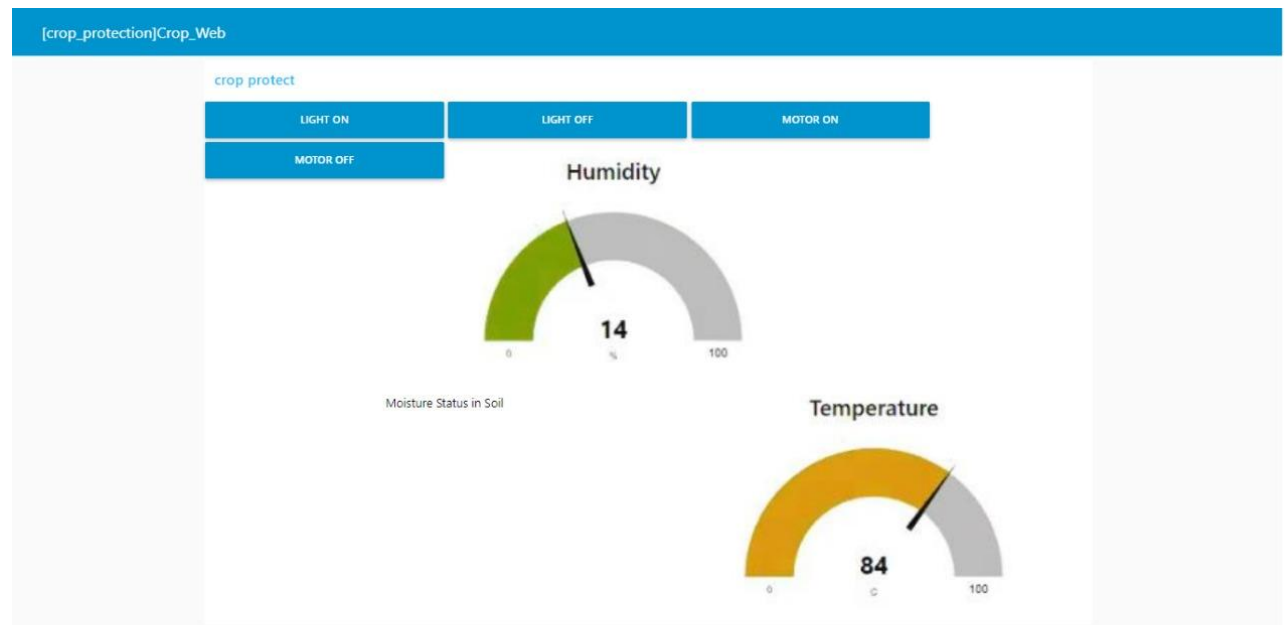 [crop_protection]Crop_Web
crop protect
LIGHT ON LIGHT OFF MOTOR ON
MOTOR OFF
Humidity
14
0 % 100
Moisture Status in Soil
Temperature
84
0 C 100